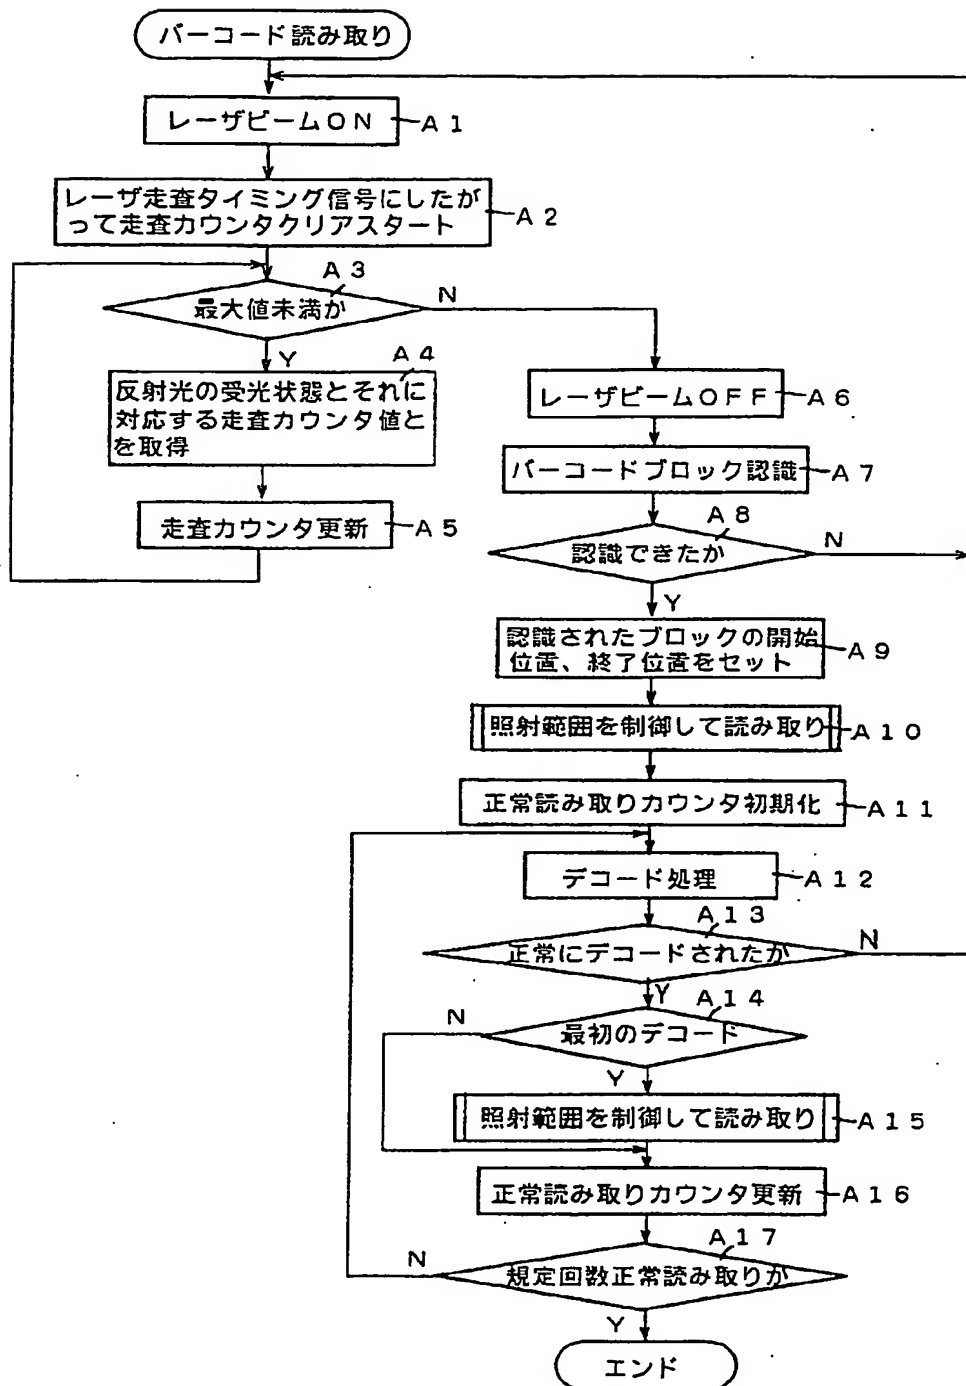 バーコード読み取り
レーザビームON
A1
レーザ走査タイミング信号にしたが
って走査カウンタクリアスタート
A2
A3
最大値未満か
N
Y
A4
反射光の受光状態とそれに
対応する走査カウンタ値と
を取得
走査カウンタ更新
A5
レーザビームOFF
A6
バーコードブロック認識
A7
A8
認識できたか
N
Y
認識されたブロックの開始
位置、終了位置をセット
A9
照射範囲を制御して読み取り
A10
正常読み取りカウンタ初期化
A11
デコード処理
A12
A13
正常にデコードされたか
N
Y
A14
最初のデコード
N
Y
照射範囲を制御して読み取り
A15
正常読み取りカウンタ更新
A16
A17
規定回数正常読み取りか
N
Y
エンド